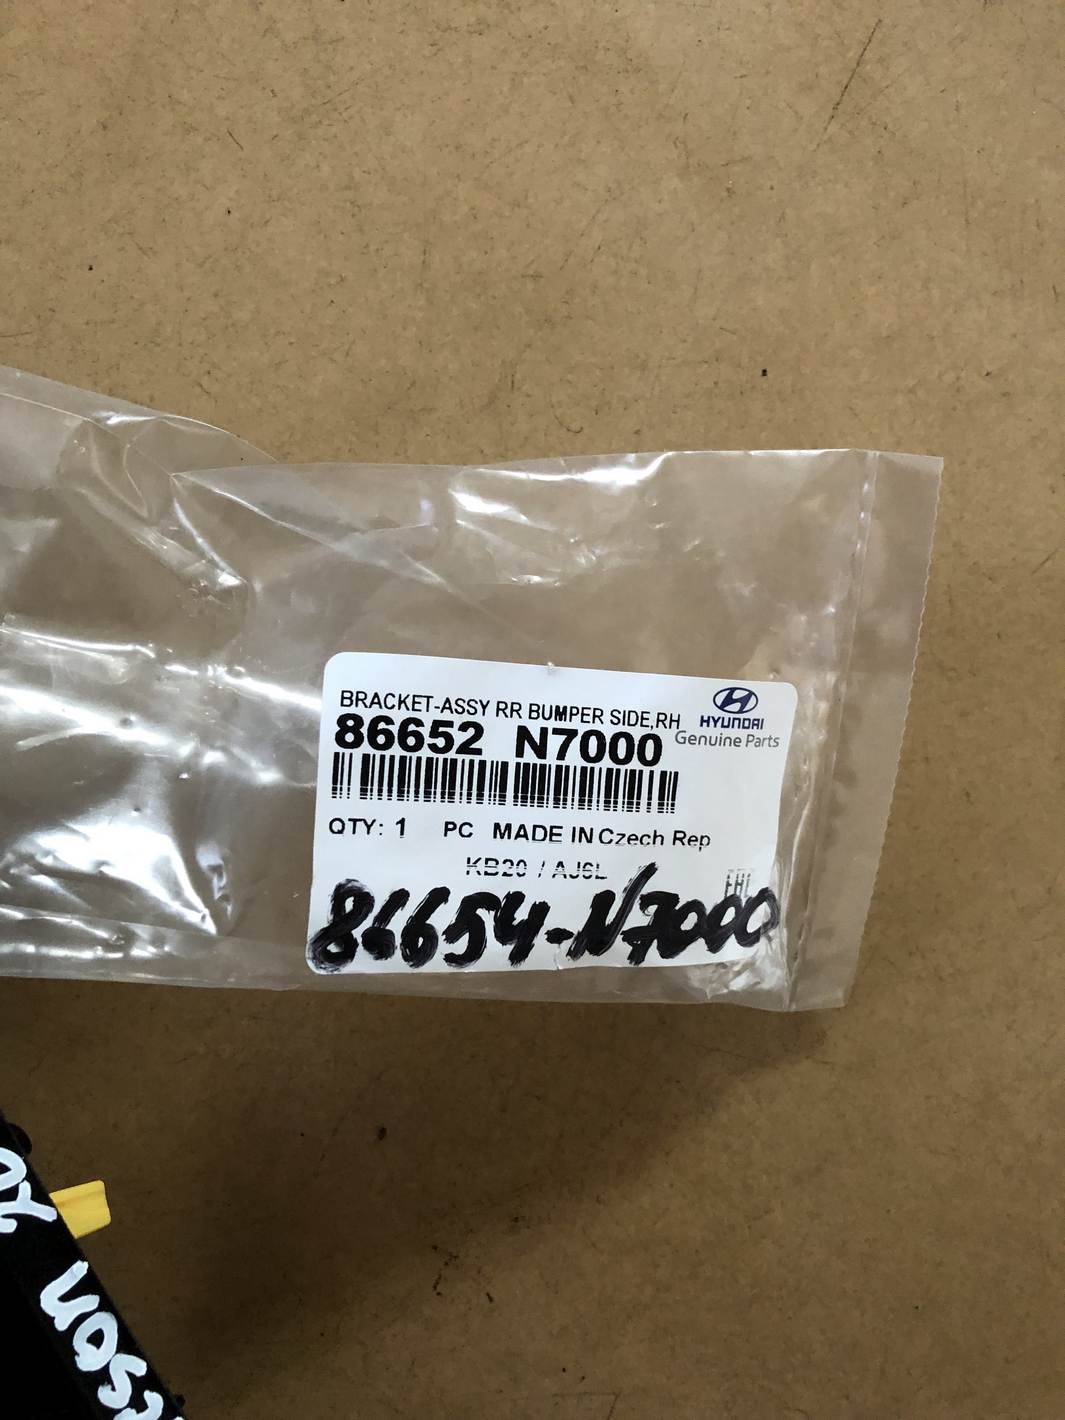 BRACKET-ASSY RR BUMPER SIDE,RH
HYUNDAI
86652 N7000
Genuine Parts
QTY: 1 PC MADE IN Czech Rep
KB20 / AJ6L
EAC
86654-N7000